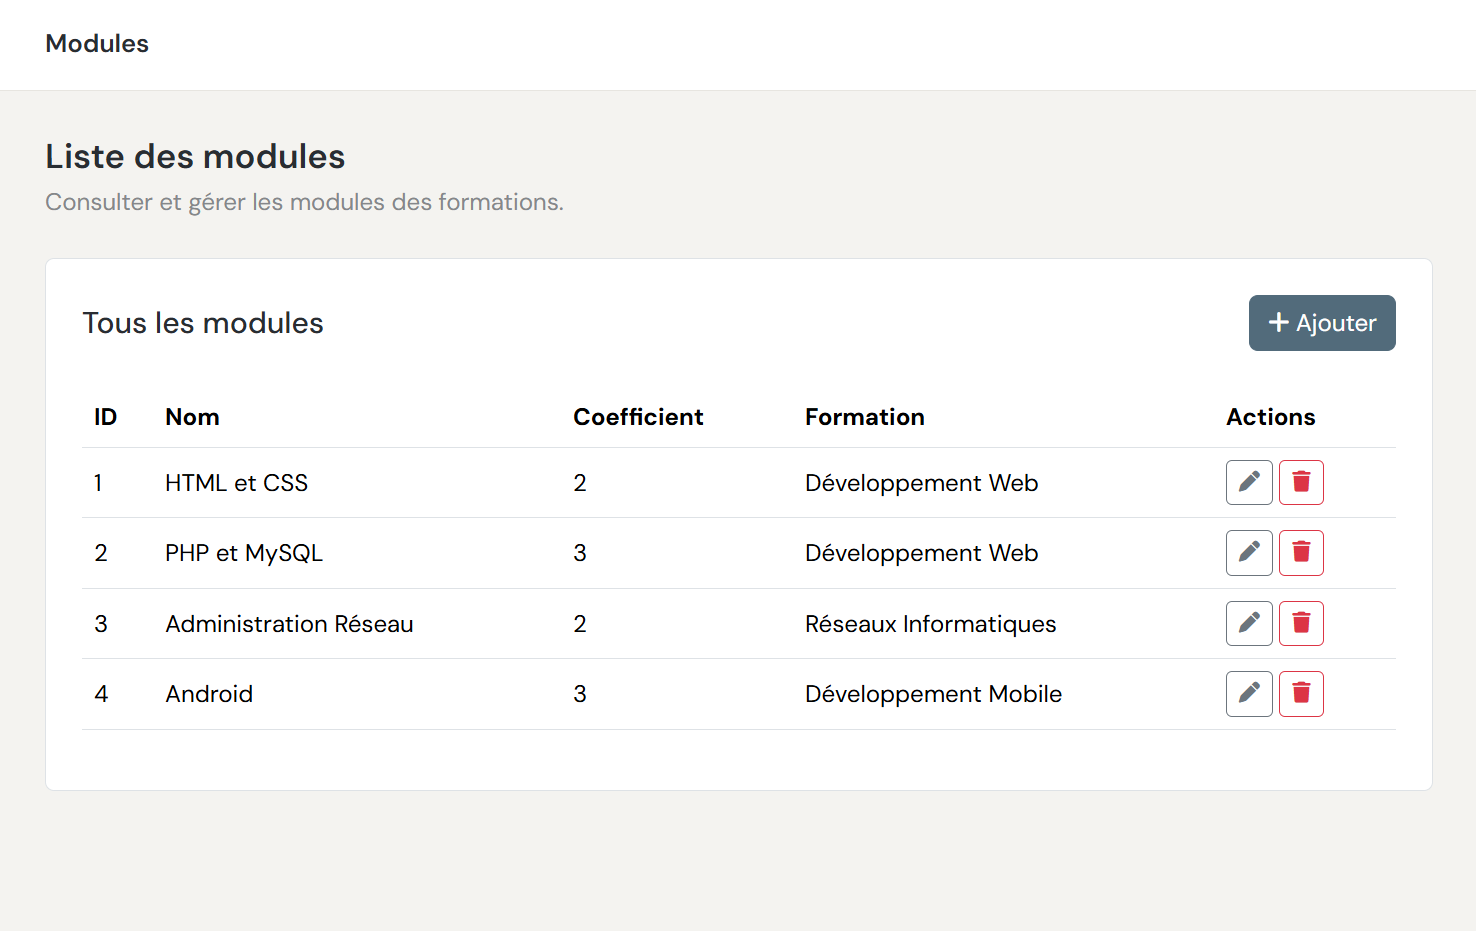 Modules
Liste des modules
Consulter et gérer les modules des formations.
Tous les modules
Ajouter
ID Nom Coefficient Formation Actions
1 HTML et CSS 2 Développement Web
2 PHP et MySQL 3 Développement Web
3 Administration Réseau 2 Réseaux Informatiques
4 Android 3 Développement Mobile